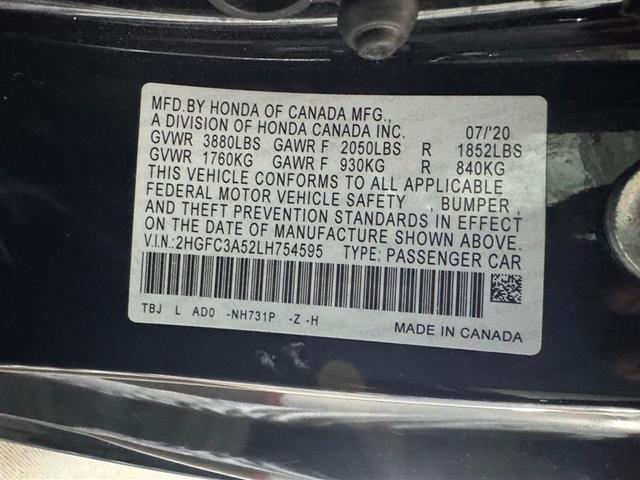 MFD.BY HONDA OF CANADA MFG.,
A DIVISION OF HONDA CANADA INC. 07/'20
GVWR 3880LBS GAWR F 2050LBS R 1852LBS
GVWR 1760KG GAWR F 930KG R 840KG
THIS VEHICLE CONFORMS TO ALL APPLICABLE
FEDERAL MOTOR VEHICLE SAFETY BUMPER,
AND THEFT PREVENTION STANDARDS IN EFFECT
ON THE DATE OF MANUFACTURE SHOWN ABOVE.
V.I.N:2HGFC3A52LH754595 TYPE: PASSENGER CAR
TBJ L AD0 -NH731P -Z -H
MADE IN CANADA